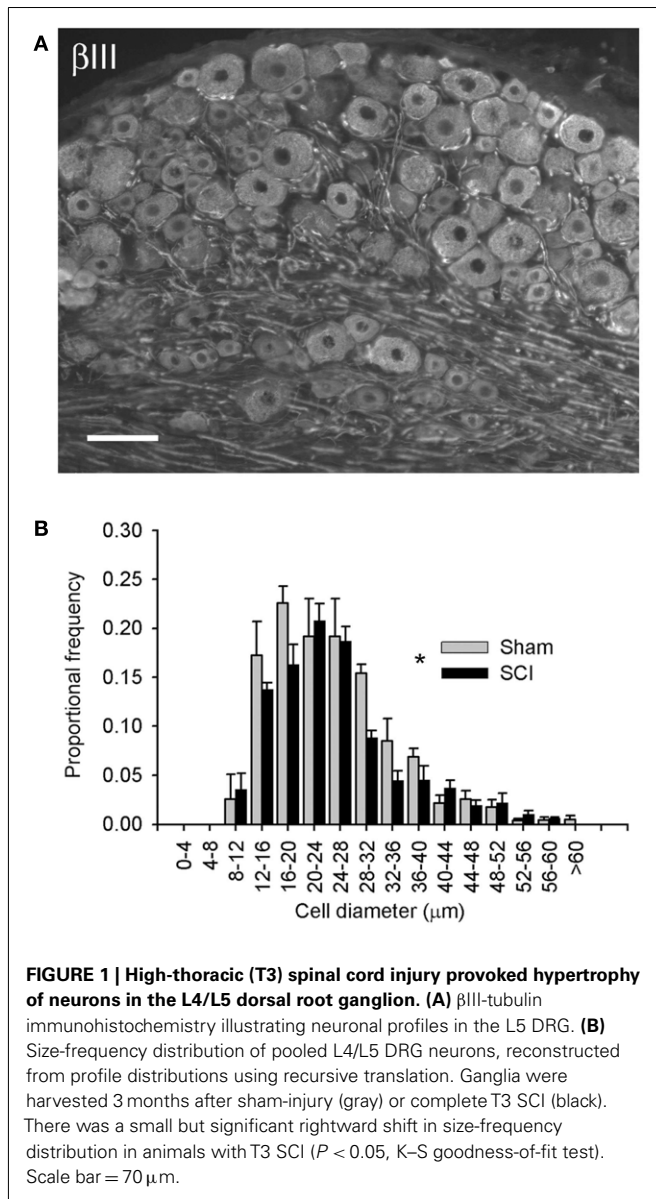 A
βIII
B
Proportional frequency
0.30
0.25
0.20
0.15
0.10
0.05
0.00
*
Sham
SCI
0-4
4-8
8-12
12-16
16-20
20-24
24-28
28-32
32-36
36-40
40-44
44-48
48-52
52-56
56-60
>60
Cell diameter (μm)
FIGURE 1 | High-thoracic (T3) spinal cord injury provoked hypertrophy
of neurons in the L4/L5 dorsal root ganglion. (A) βIII-tubulin
immunohistochemistry illustrating neuronal profiles in the L5 DRG. (B)
Size-frequency distribution of pooled L4/L5 DRG neurons, reconstructed
from profile distributions using recursive translation. Ganglia were
harvested 3 months after sham-injury (gray) or complete T3 SCI (black).
There was a small but significant rightward shift in size-frequency
distribution in animals with T3 SCI (P < 0.05, K–S goodness-of-fit test).
Scale bar = 70 μm.